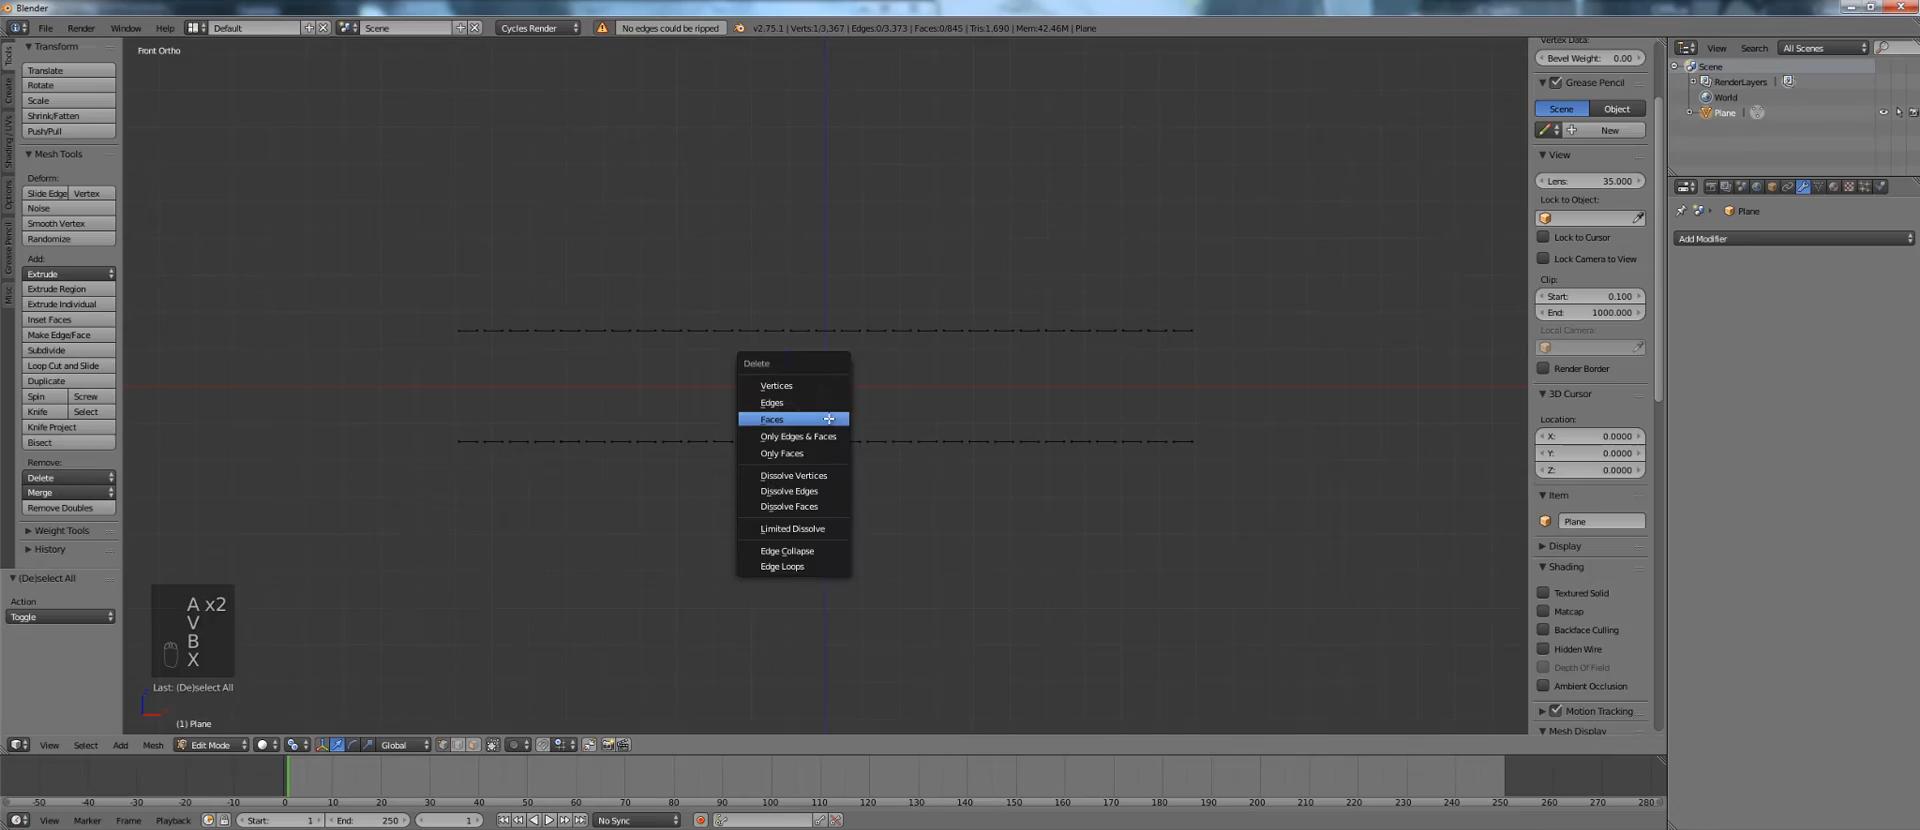 Blender
File Render Window Help Default Scene Cycles Render No edges could be ripped v2.75.1 | Verts:1/3,367 | Edges:0/3,373 | Faces:0/845 | Tris:1,690 | Mem:42.46M | Plane
Tools
Create
Shading / UVs
Options
Grease Pencil
Misc
Transform
Translate
Rotate
Scale
Shrink/Fatten
Push/Pull
Mesh Tools
Deform:
Slide Edge Vertex
Noise
Smooth Vertex
Randomize
Add:
Extrude
Extrude Region
Extrude Individual
Inset Faces
Make Edge/Face
Subdivide
Loop Cut and Slide
Duplicate
Spin Screw
Knife Select
Knife Project
Bisect
Remove:
Delete
Merge
Remove Doubles
Weight Tools
History
(De)select All
Action
Toggle
Front Ortho
Delete
Vertices
Edges
Faces
Only Edges & Faces
Only Faces
Dissolve Vertices
Dissolve Edges
Dissolve Faces
Limited Dissolve
Edge Collapse
Edge Loops
A x2
V
B
X
Last: (De)select All
(1) Plane
Vertex Data:
Bevel Weight: 0.00
Grease Pencil
Scene Object
New
View
Lens: 35.000
Lock to Object:
Lock to Cursor
Lock Camera to View
Clip:
Start: 0.100
End: 1000.000
Local Camera:
Render Border
3D Cursor
Location:
X: 0.0000
Y: 0.0000
Z: 0.0000
Item
Plane
Display
Shading
Textured Solid
Matcap
Backface Culling
Hidden Wire
Depth Of Field
Ambient Occlusion
Motion Tracking
Mesh Display
View Search All Scenes
Scene
RenderLayers
World
Plane
Plane
Add Modifier
View Select Add Mesh Edit Mode Global
-50 -40 -30 -20 -10 0 10 20 30 40 50 60 70 80 90 100 110 120 130 140 150 160 170 180 190 200 210 220 230 240 250 260 270 280
View Marker Frame Playback Start: 1 End: 250 1 No Sync